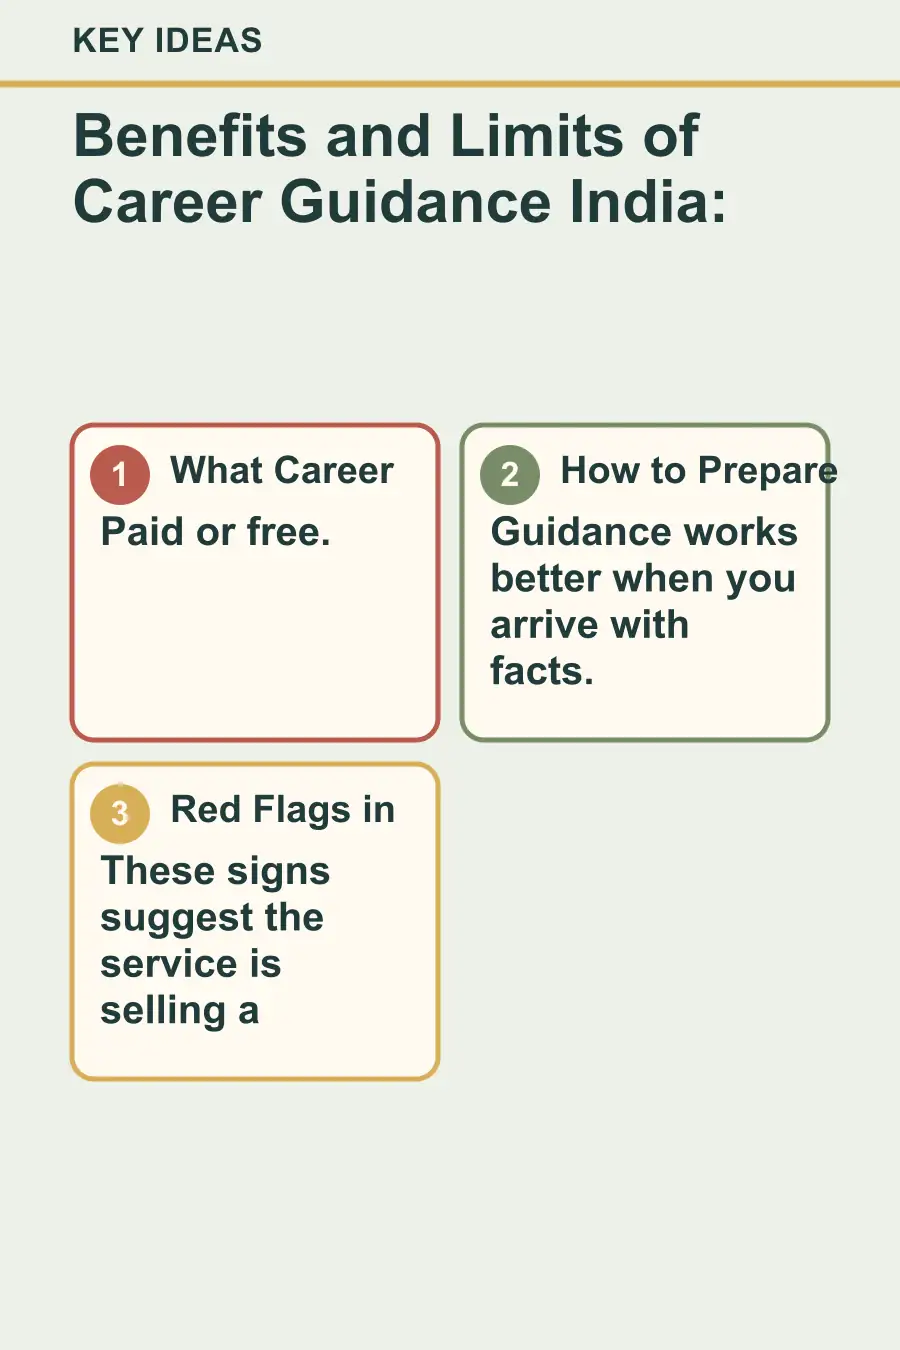 KEY IDEAS
Benefits and Limits of
Career Guidance India:
1 What Career
Paid or free.
2 How to Prepare
Guidance works
better when you
arrive with
facts.
3 Red Flags in
These signs
suggest the
service is
selling a